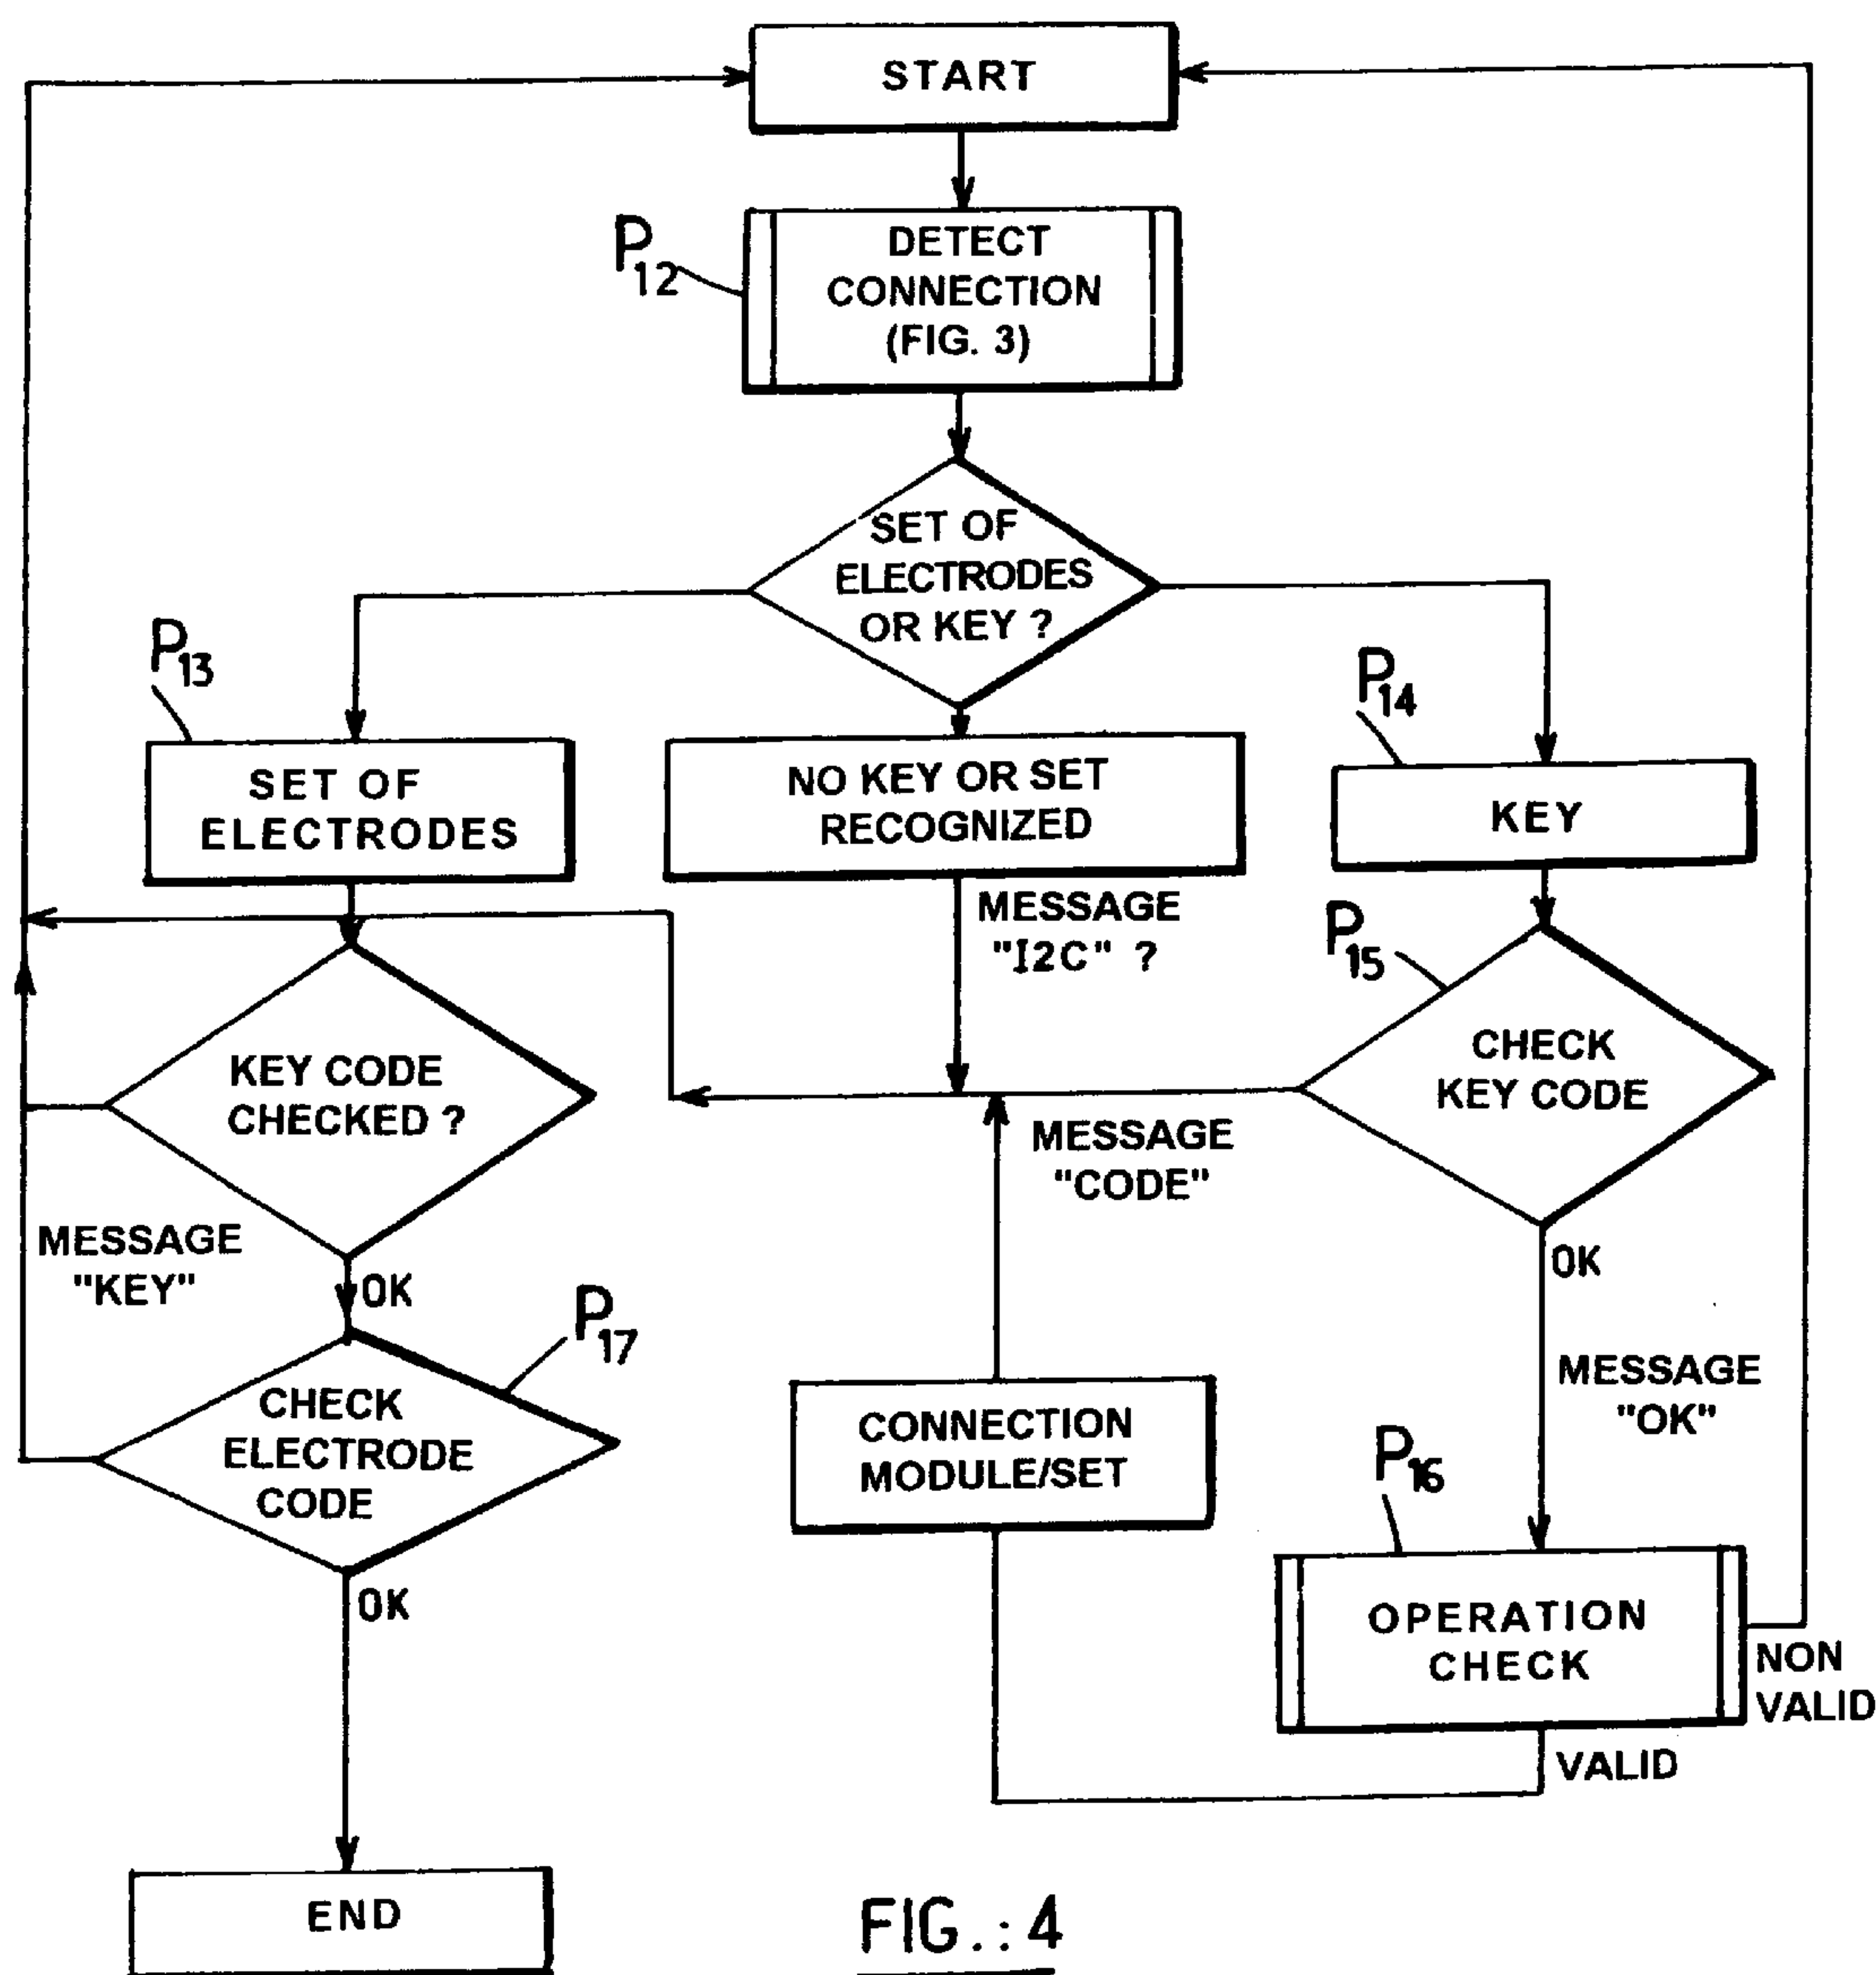 START
P12
DETECT
CONNECTION
(FIG. 3)
SET OF
ELECTRODES
OR KEY ?
P13
SET OF
ELECTRODES
NO KEY OR SET
RECOGNIZED
P14
KEY
MESSAGE
"I2C" ?
P15
CHECK
KEY CODE
KEY CODE
CHECKED ?
MESSAGE
"CODE"
MESSAGE
"KEY"
OK
OK
P17
CHECK
ELECTRODE
CODE
CONNECTION
MODULE/SET
MESSAGE
"OK"
P16
OPERATION
CHECK
NON
VALID
VALID
OK
END
FIG.: 4